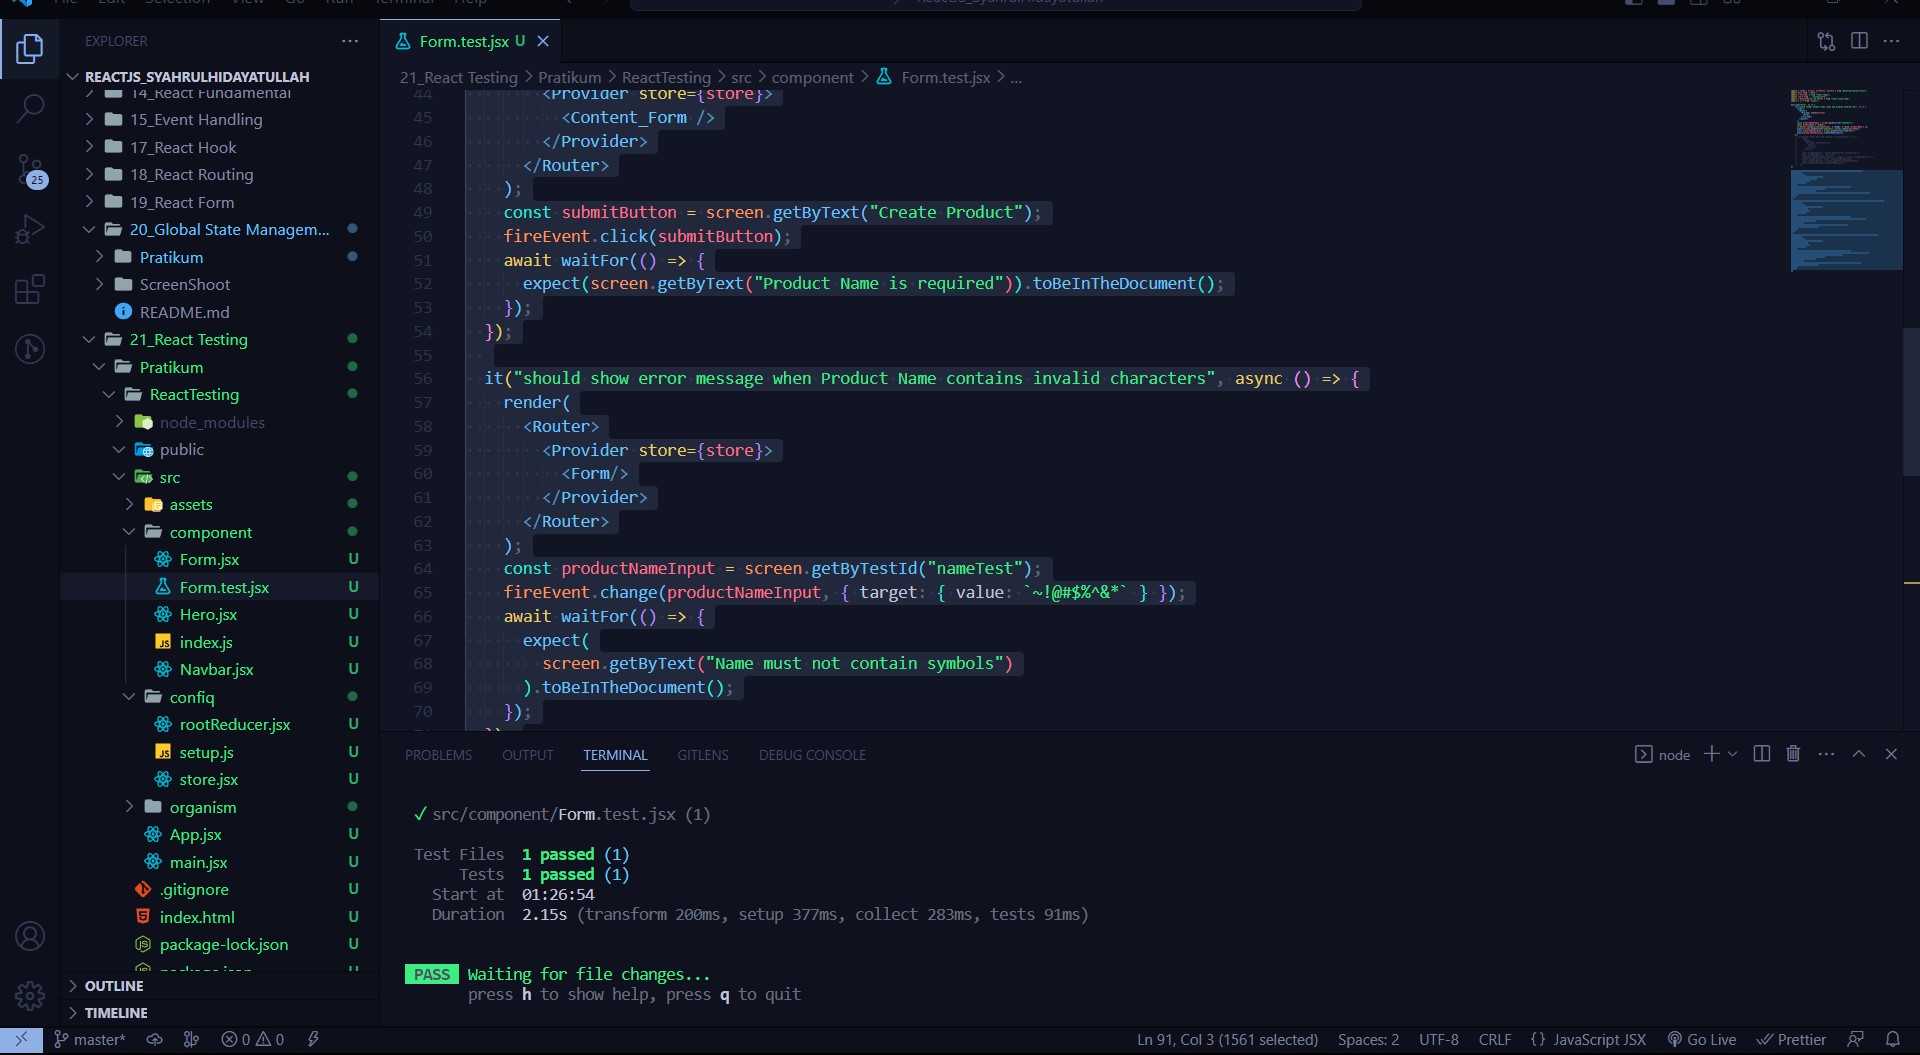 File Edit Selection View Go Run Terminal Help
ReactJS_SyahrulHidayatullah
EXPLORER
REACTJS_SYAHRULHIDAYATULLAH
14_React Fundamental
15_Event Handling
17_React Hook
18_React Routing
19_React Form
20_Global State Managem...
Pratikum
ScreenShoot
README.md
21_React Testing
Pratikum
ReactTesting
node_modules
public
src
assets
component
Form.jsx U
Form.test.jsx U
Hero.jsx U
index.js U
Navbar.jsx U
confiq
rootReducer.jsx U
setup.js U
store.jsx U
organism
App.jsx U
main.jsx U
.gitignore U
index.html U
package-lock.json U
package.json U
OUTLINE
TIMELINE
25
Form.test.jsx U
21_React Testing > Pratikum > ReactTesting > src > component > Form.test.jsx > ...
44 <Provider store={store}>
45 <Content_Form />
46 </Provider>
47 </Router>
48 );
49 const submitButton = screen.getByText("Create Product");
50 fireEvent.click(submitButton);
51 await waitFor(() => {
52 expect(screen.getByText("Product Name is required")).toBeInTheDocument();
53 });
54 });
55
56 it("should show error message when Product Name contains invalid characters", async () => {
57 render(
58 <Router>
59 <Provider store={store}>
60 <Form/>
61 </Provider>
62 </Router>
63 );
64 const productNameInput = screen.getByTestId("nameTest");
65 fireEvent.change(productNameInput, { target: { value: `~!@#$%^&*` } });
66 await waitFor(() => {
67 expect(
68 screen.getByText("Name must not contain symbols")
69 ).toBeInTheDocument();
70 });
PROBLEMS OUTPUT TERMINAL GITLENS DEBUG CONSOLE
node
✓ src/component/Form.test.jsx (1)
Test Files 1 passed (1)
Tests 1 passed (1)
Start at 01:26:54
Duration 2.15s (transform 200ms, setup 377ms, collect 283ms, tests 91ms)
PASS Waiting for file changes...
press h to show help, press q to quit
master* 0 0
Ln 91, Col 3 (1561 selected) Spaces: 2 UTF-8 CRLF {} JavaScript JSX Go Live Prettier